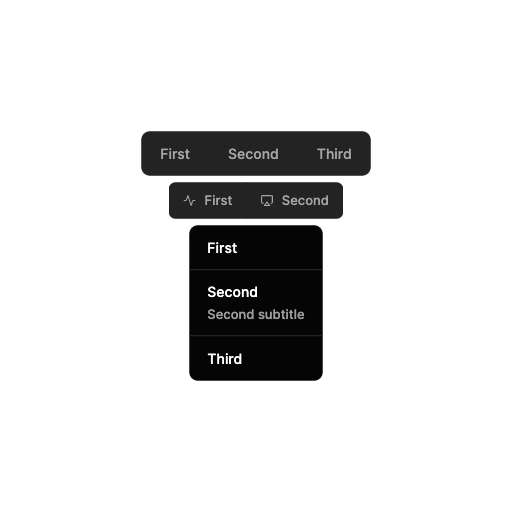 First Second Third
First Second
First
Second
Second subtitle
Third